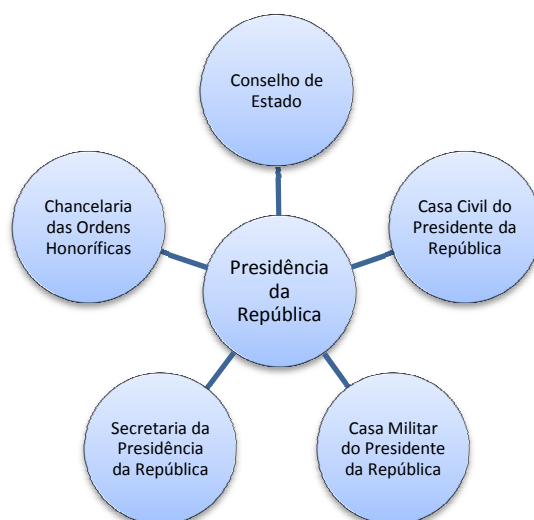 Conselho de
Estado
Chancelaria
das Ordens
Honoríficas
Casa Civil do
Presidente da
República
Presidência
da
República
Secretaria da
Presidência
da República
Casa Militar
do Presidente
da República